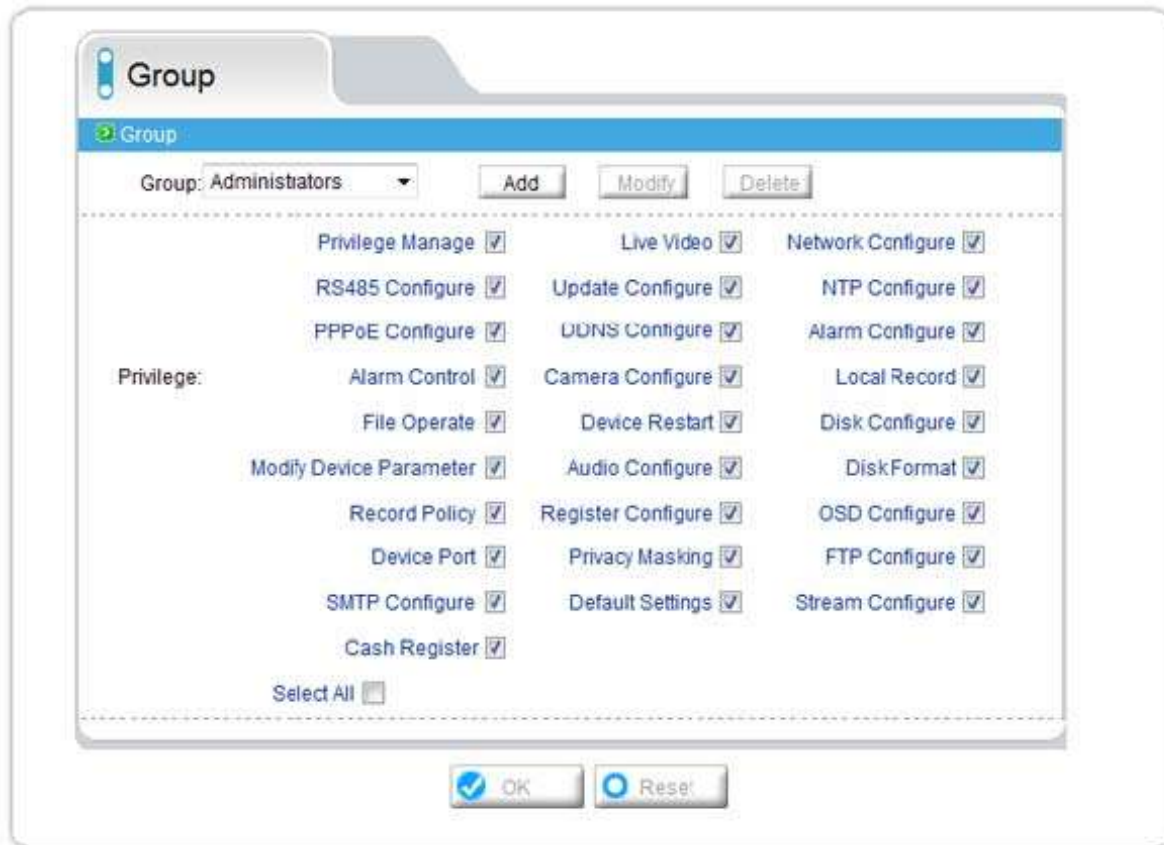 Group
Group
Group: Administrators Add Modify Delete
Privilege Manage Live Video Network Configure
RS485 Configure Update Configure NTP Configure
PPPoE Configure DDNS Configure Alarm Configure
Privilege: Alarm Control Camera Configure Local Record
File Operate Device Restart Disk Configure
Modify Device Parameter Audio Configure DiskFormat
Record Policy Register Configure OSD Configure
Device Port Privacy Masking FTP Configure
SMTP Configure Default Settings Stream Configure
Cash Register
Select All
OK Reset